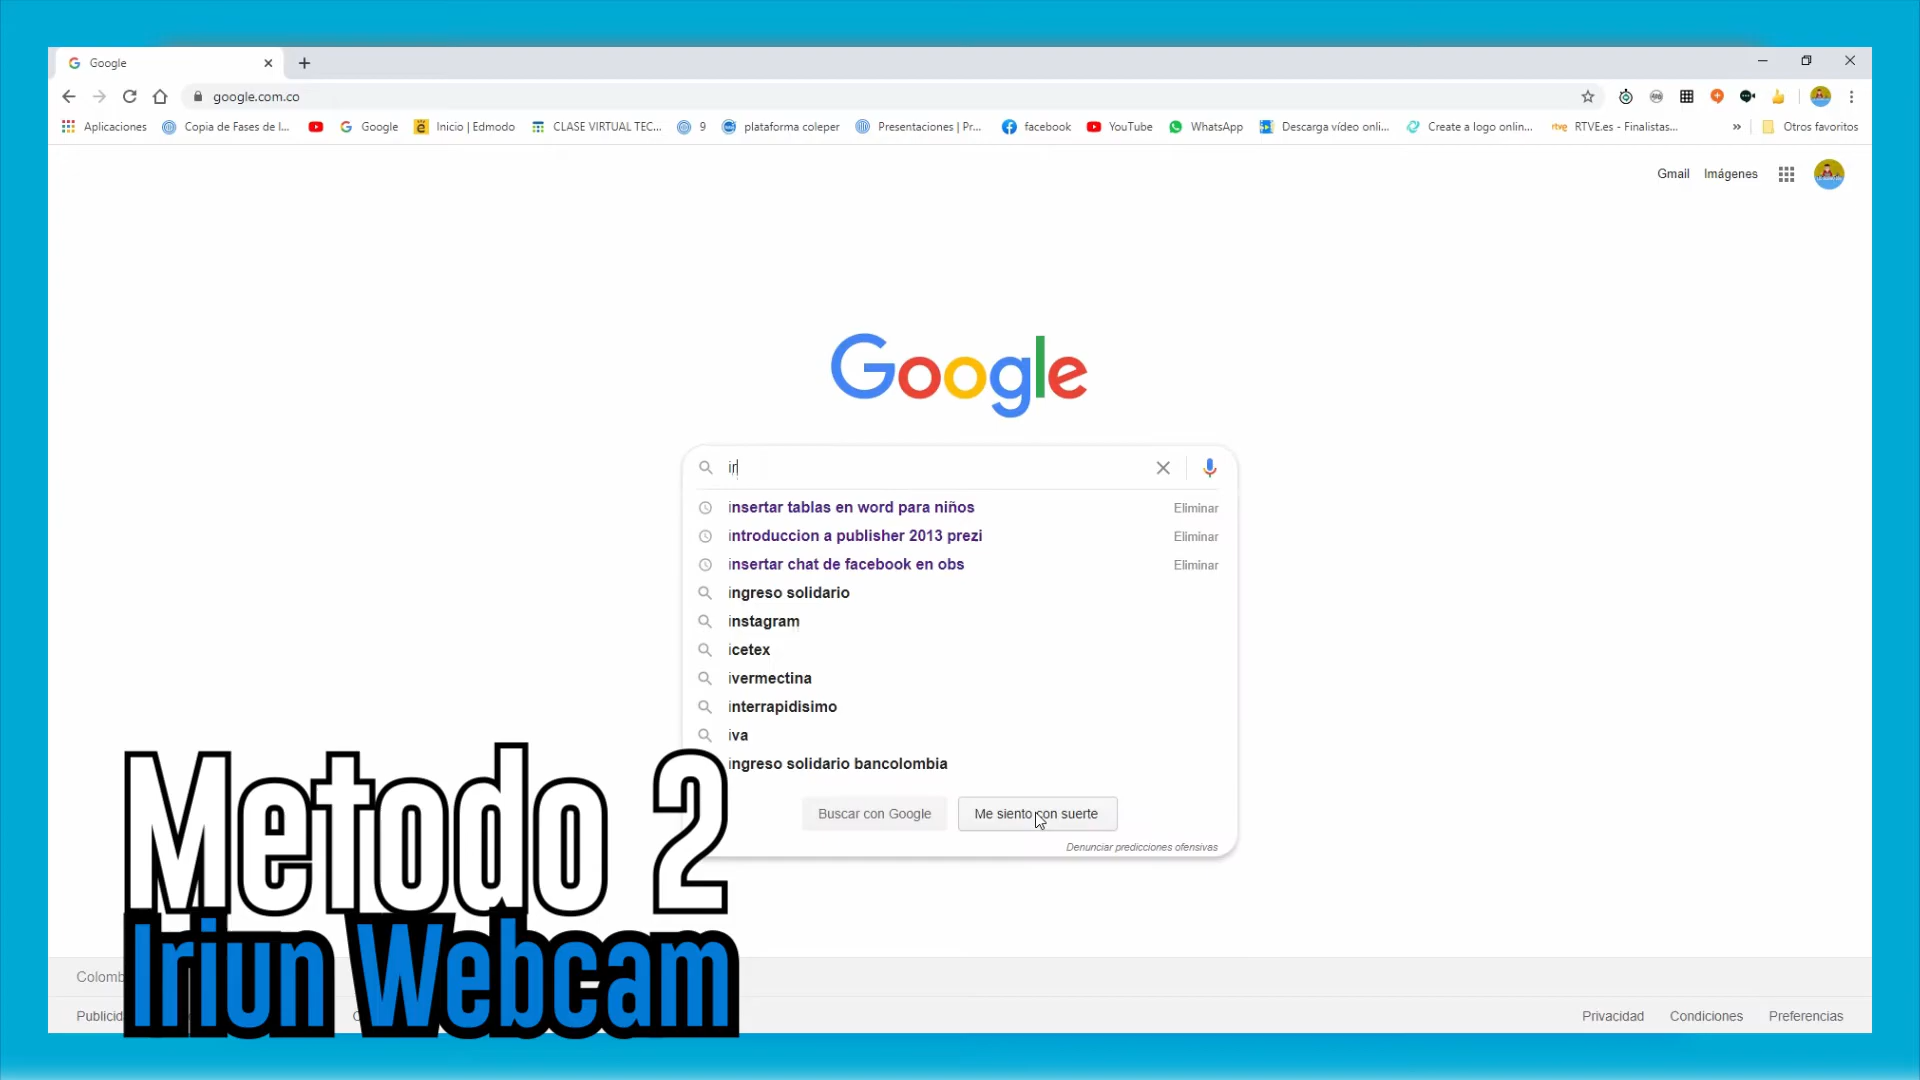 Google
google.com.co
Aplicaciones
Copia de Fases de l...
Google
Inicio | Edmodo
CLASE VIRTUAL TEC...
9
plataforma coleper
Presentaciones | Pr...
facebook
YouTube
WhatsApp
Descarga vídeo onli...
Create a logo onlin...
rtve RTVE.es - Finalistas...
»
Otros favoritos
Gmail
Imágenes
Google
ir
insertar tablas en word para niños
Eliminar
introduccion a publisher 2013 prezi
Eliminar
insertar chat de facebook en obs
Eliminar
ingreso solidario
instagram
icetex
ivermectina
interrapidisimo
iva
ingreso solidario bancolombia
Buscar con Google
Me siento con suerte
Denunciar predicciones ofensivas
Metodo 2
Iriun Webcam
Privacidad
Condiciones
Preferencias